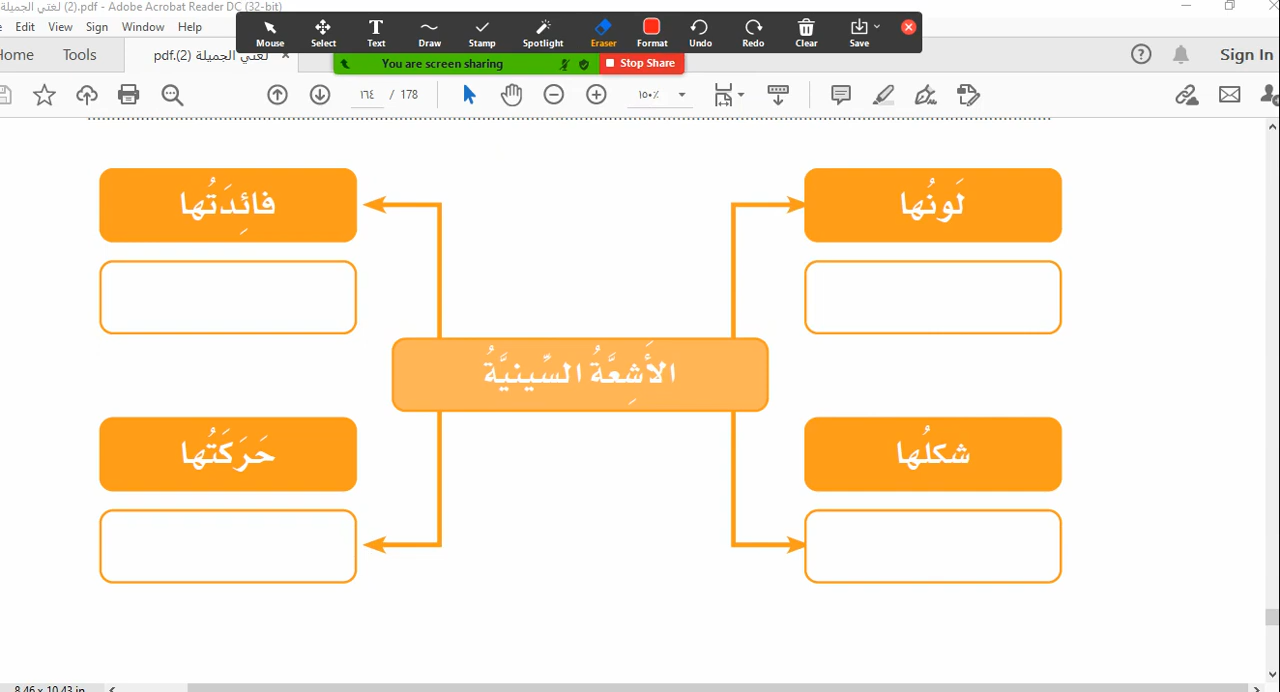 لغتي الجميلة (2).pdf - Adobe Acrobat Reader DC (32-bit)
Edit View Sign Window Help
Mouse Select Text Draw Stamp Spotlight Eraser Format Undo Redo Clear Save
ome Tools لغتي الجميلة (2).pdf × Sign In
You are screen sharing Stop Share
١٦٤ / 178 ١٥٠٪
فائِدَتُها
لَونُها
الأَشِعَّةُ السِّينيَّةُ
حَرَكَتُها
شكلُها
8.46 x 10.43 in